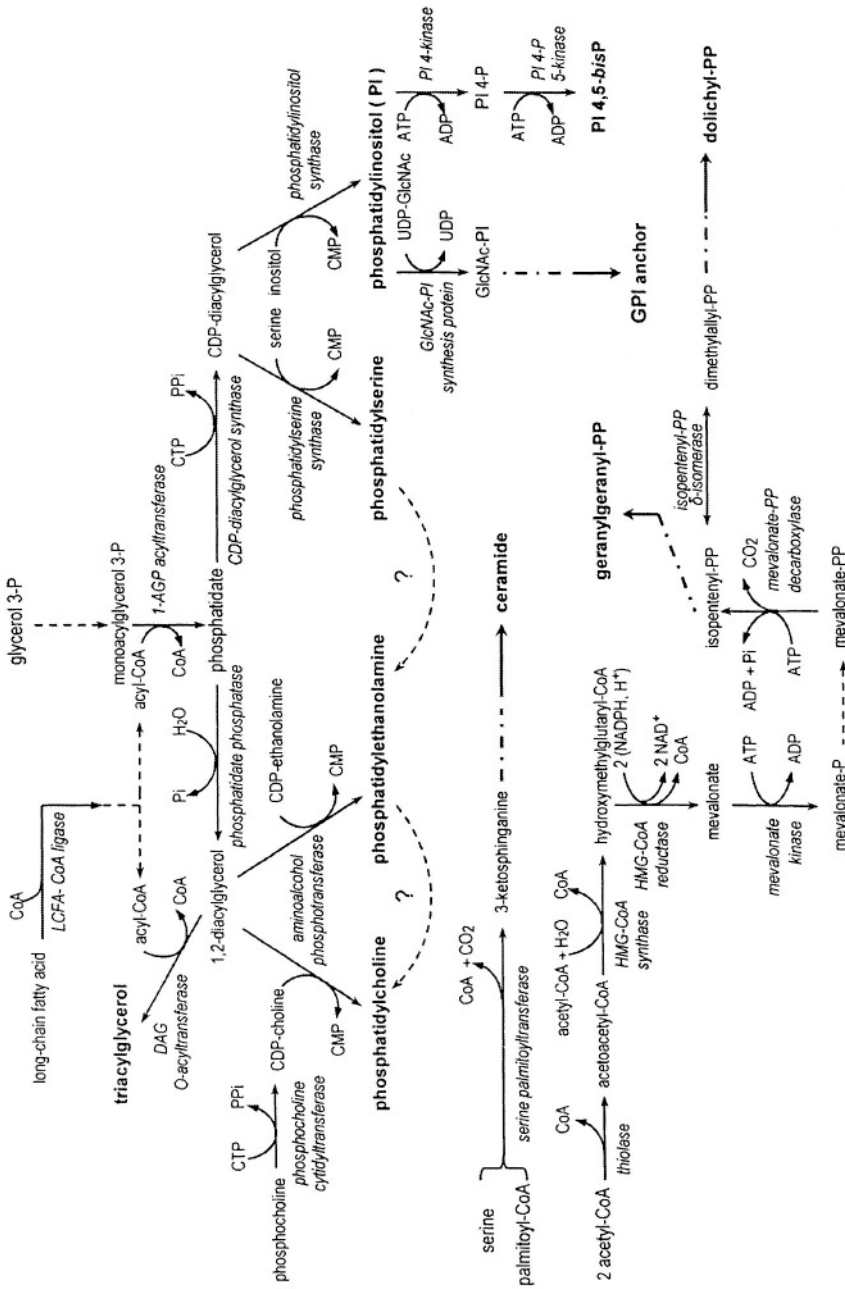 glycerol 3-P
long-chain fatty acid
CoA
LCFA- CoA ligase
acyl-CoA
monoacylglycerol 3-P
acyl-CoA
1-AGP acyltransferase
CoA
triacylglycerol
acyl-CoA
CoA
DAG
O-acyltransferase
1,2-diacylglycerol
Pi
H2O
phosphatidate phosphatase
phosphatidate
CTP
PPi
CDP-diacylglycerol synthase
CDP-diacylglycerol
phosphocholine
CTP
PPi
phosphocholine
cytidyltransferase
CDP-choline
CMP
aminoalcohol
phosphotransferase
CDP-ethanolamine
CMP
phosphatidylserine
synthase
serine
CMP
inositol
CMP
phosphatidylinositol
synthase
phosphatidylcholine
?
phosphatidylethanolamine
?
phosphatidylserine
phosphatidylinositol ( PI )
UDP-GlcNAc
UDP
GlcNAc-PI
synthesis protein
GlcNAc-PI
GPI anchor
ATP
ADP
PI 4-kinase
PI 4-P
ATP
ADP
PI 4-P
5-kinase
PI 4,5-bisP
serine
palmitoyl-CoA
CoA + CO2
serine palmitoyltransferase
3-ketosphinganine
ceramide
2 acetyl-CoA
CoA
thiolase
acetoacetyl-CoA
acetyl-CoA + H2O
CoA
HMG-CoA
synthase
hydroxymethylglutaryl-CoA
2 (NADPH, H+)
2 NAD+
CoA
HMG-CoA
reductase
mevalonate
ATP
ADP
mevalonate
kinase
mevalonate-P
mevalonate-PP
ATP
ADP + Pi
CO2
mevalonate-PP
decarboxylase
isopentenyl-PP
geranylgeranyl-PP
isopentenyl-PP
δ-isomerase
dimethylallyl-PP
dolichyl-PP